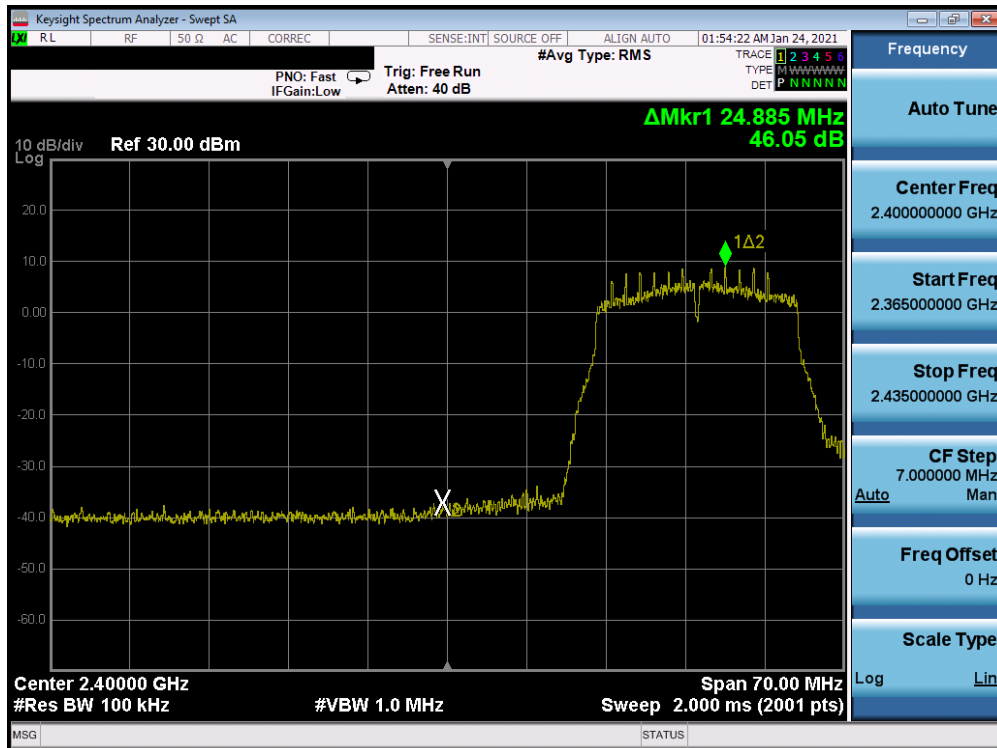 Keysight Spectrum Analyzer - Swept SA
LXI RL RF 50 Ω AC CORREC SENSE:INT SOURCE OFF ALIGN AUTO 01:54:22 AM Jan 24, 2021
#Avg Type: RMS
TRACE 1 2 3 4 5 6
PNO: Fast Trig: Free Run
TYPE M WWWWW
IFGain:Low Atten: 40 dB
DET P N N N N N
ΔMkr1 24.885 MHz
46.05 dB
10 dB/div Ref 30.00 dBm
Log
20.0
10.0
0.00
-10.0
-20.0
-30.0
-40.0
-50.0
-60.0
1Δ2
X
Center 2.40000 GHz Span 70.00 MHz
#Res BW 100 kHz #VBW 1.0 MHz Sweep 2.000 ms (2001 pts)
MSG STATUS
Frequency
Auto Tune
Center Freq
2.400000000 GHz
Start Freq
2.365000000 GHz
Stop Freq
2.435000000 GHz
CF Step
7.000000 MHz
Auto Man
Freq Offset
0 Hz
Scale Type
Log Lin